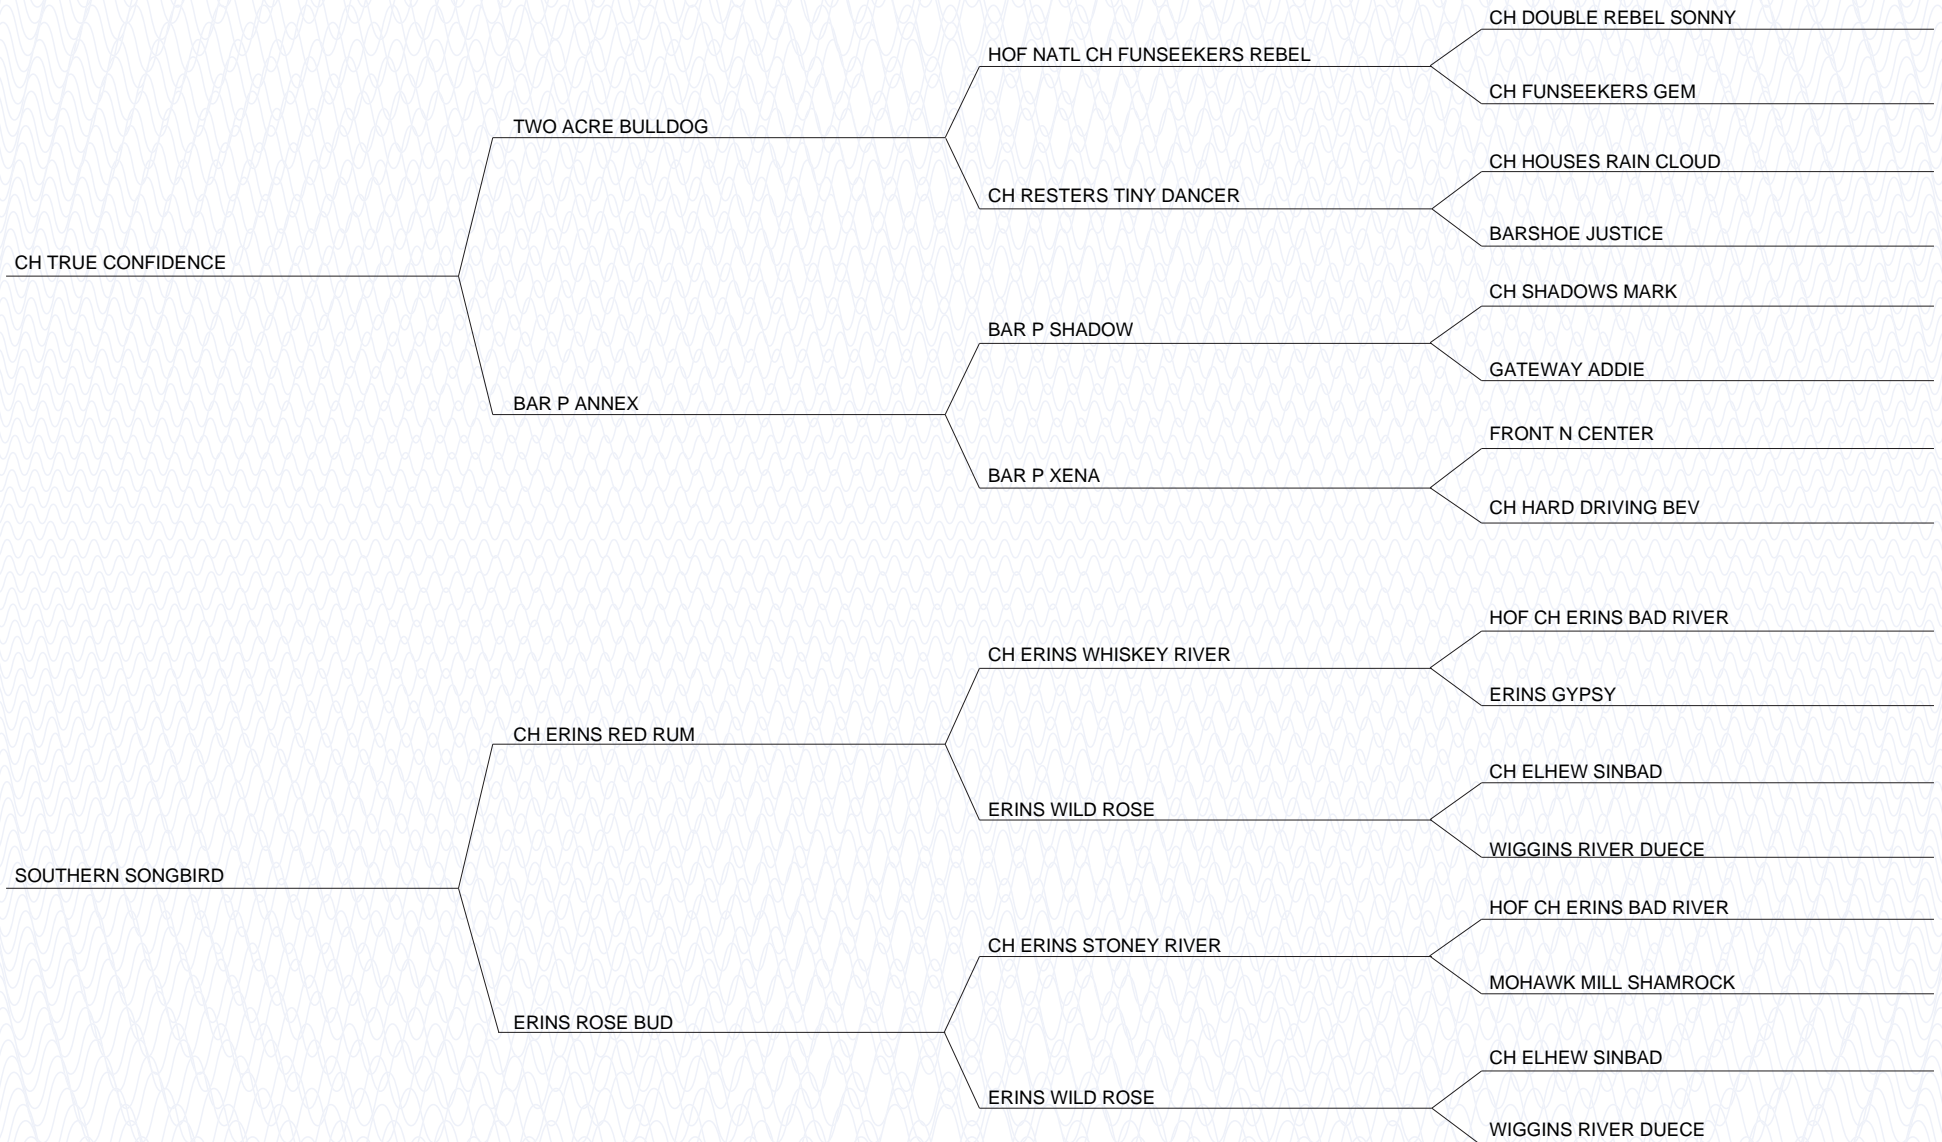 CH DOUBLE REBEL SONNY
HOF NATL CH FUNSEEKERS REBEL
CH FUNSEEKERS GEM
TWO ACRE BULLDOG
CH HOUSES RAIN CLOUD
CH RESTERS TINY DANCER
BARSHOE JUSTICE
CH TRUE CONFIDENCE
CH SHADOWS MARK
BAR P SHADOW
GATEWAY ADDIE
BAR P ANNEX
FRONT N CENTER
BAR P XENA
CH HARD DRIVING BEV
HOF CH ERINS BAD RIVER
CH ERINS WHISKEY RIVER
ERINS GYPSY
CH ERINS RED RUM
CH ELHEW SINBAD
ERINS WILD ROSE
WIGGINS RIVER DUECE
SOUTHERN SONGBIRD
HOF CH ERINS BAD RIVER
CH ERINS STONEY RIVER
MOHAWK MILL SHAMROCK
ERINS ROSE BUD
CH ELHEW SINBAD
ERINS WILD ROSE
WIGGINS RIVER DUECE